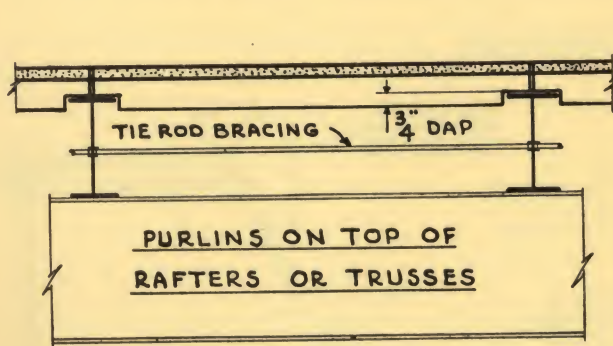 TIE ROD BRACING
3/4" DAP
PURLINS ON TOP OF
RAFTERS OR TRUSSES